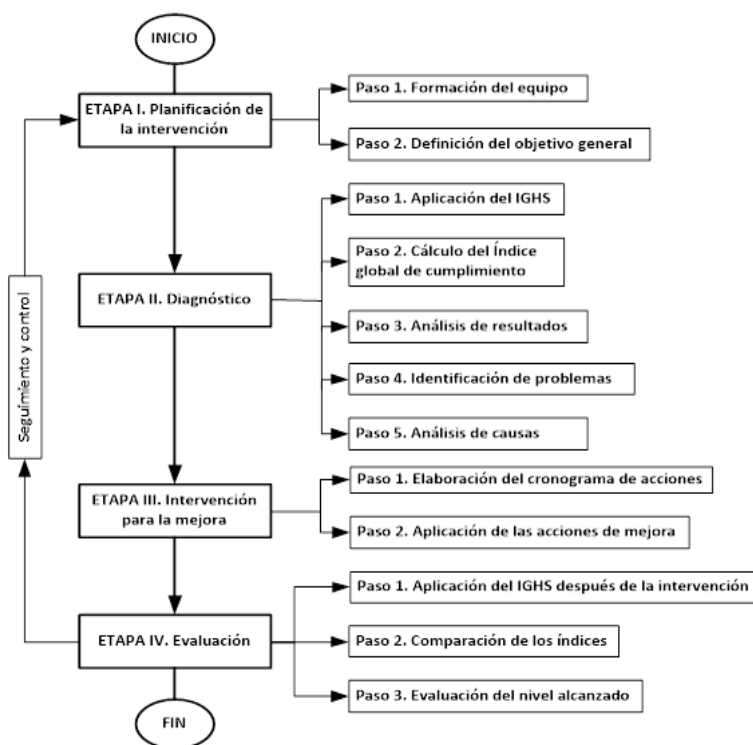 INICIO
ETAPA I. Planificación de
la intervención
Paso 1. Formación del equipo
Paso 2. Definición del objetivo general
ETAPA II. Diagnóstico
Paso 1. Aplicación del IGHS
Paso 2. Cálculo del Índice
global de cumplimiento
Paso 3. Análisis de resultados
Paso 4. Identificación de problemas
Paso 5. Análisis de causas
Seguimiento y control
ETAPA III. Intervención
para la mejora
Paso 1. Elaboración del cronograma de acciones
Paso 2. Aplicación de las acciones de mejora
ETAPA IV. Evaluación
Paso 1. Aplicación del IGHS después de la intervención
Paso 2. Comparación de los índices
Paso 3. Evaluación del nivel alcanzado
FIN